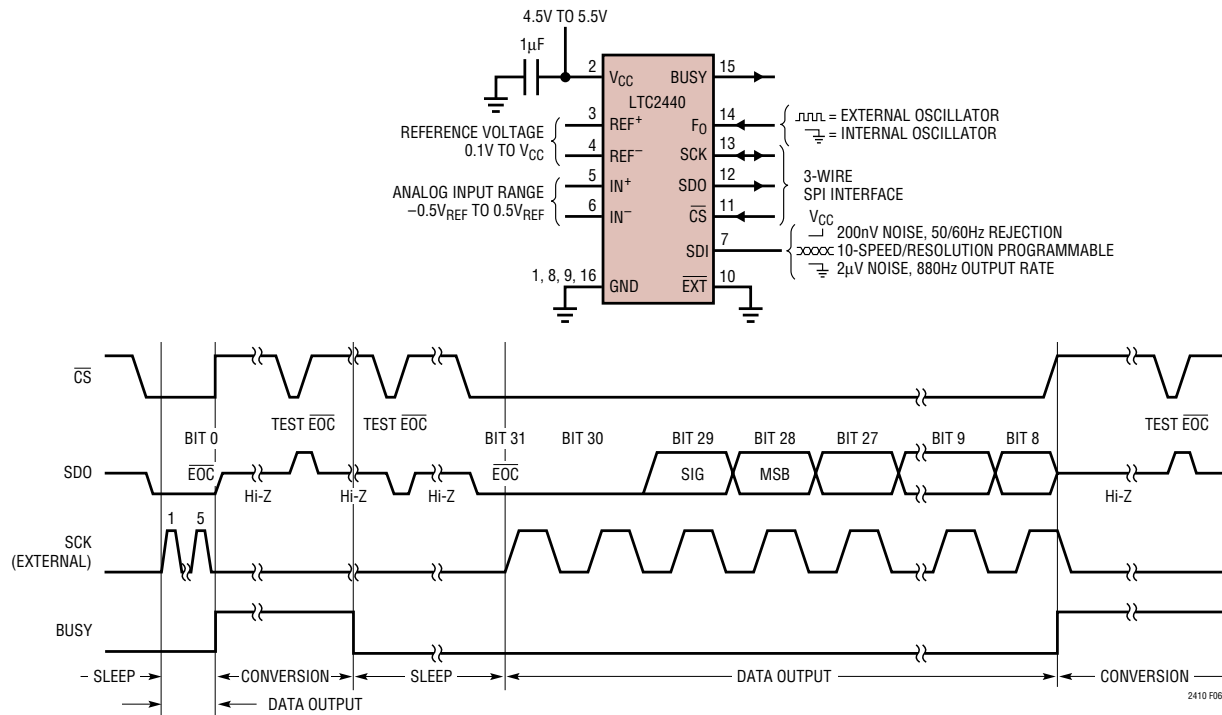 4.5V TO 5.5V
1µF
2 VCC BUSY 15
LTC2440
REFERENCE VOLTAGE
0.1V TO VCC
3 REF+
4 REF−
ANALOG INPUT RANGE
−0.5VREF TO 0.5VREF
5 IN+
6 IN−
1, 8, 9, 16 GND
FO 14
= EXTERNAL OSCILLATOR
= INTERNAL OSCILLATOR
SCK 13
SDO 12
CS 11
3-WIRE
SPI INTERFACE
SDI 7
VCC
200nV NOISE, 50/60Hz REJECTION
10-SPEED/RESOLUTION PROGRAMMABLE
2µV NOISE, 880Hz OUTPUT RATE
EXT 10
CS
TEST EOC TEST EOC TEST EOC
BIT 0 BIT 31 BIT 30 BIT 29 BIT 28 BIT 27 BIT 9 BIT 8
SDO EOC EOC SIG MSB
Hi-Z Hi-Z Hi-Z Hi-Z
1 5
SCK
(EXTERNAL)
BUSY
SLEEP CONVERSION SLEEP DATA OUTPUT CONVERSION
DATA OUTPUT
2410 F06